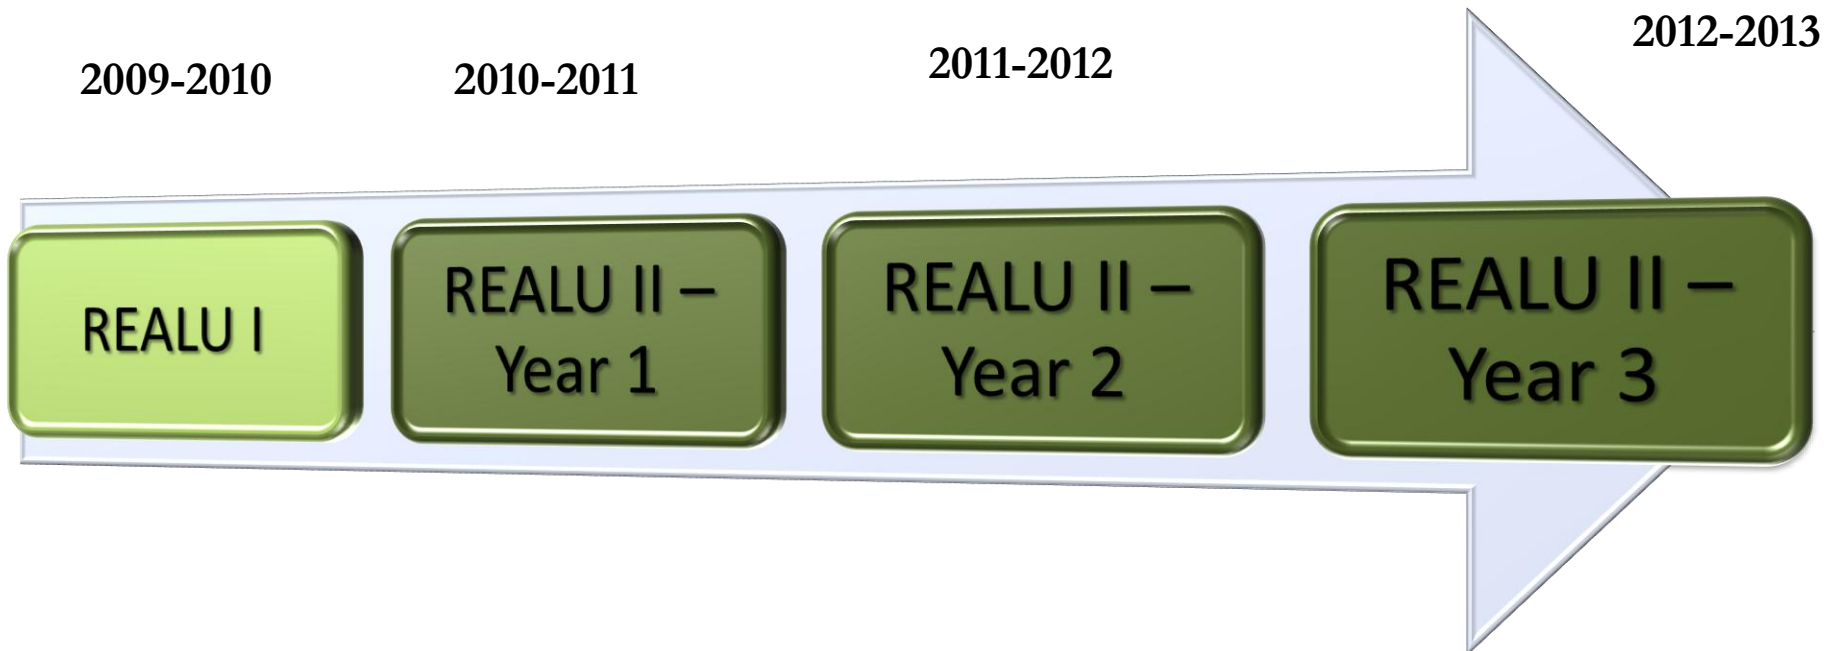 2009-2010
2010-2011
2011-2012
2012-2013
REALU I
REALU II –
Year 1
REALU II –
Year 2
REALU II –
Year 3